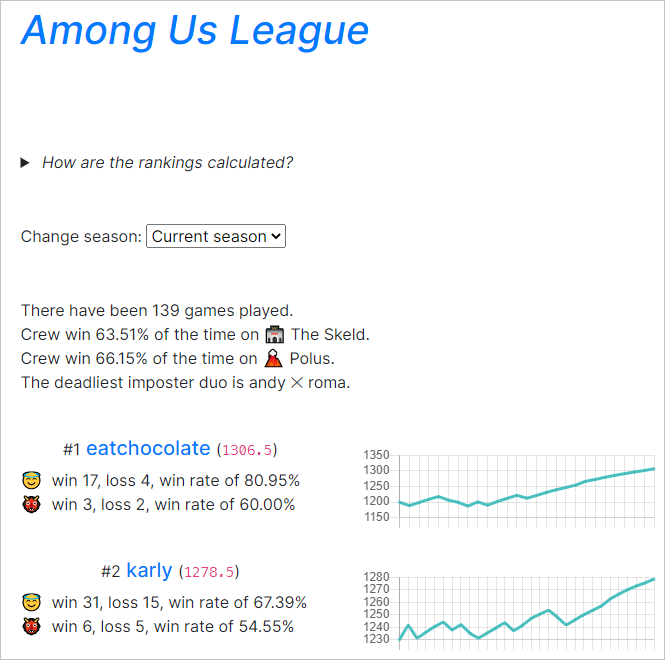 Among Us League
▶ How are the rankings calculated?
Change season: Current season
There have been 139 games played.
Crew win 63.51% of the time on 🏰 The Skeld.
Crew win 66.15% of the time on 🌋 Polus.
The deadliest imposter duo is andy ⚔ roma.
#1 eatchocolate (1306.5)
😇 win 17, loss 4, win rate of 80.95%
👹 win 3, loss 2, win rate of 60.00%
1350
1300
1250
1200
1150
#2 karly (1278.5)
😇 win 31, loss 15, win rate of 67.39%
👹 win 6, loss 5, win rate of 54.55%
1280
1270
1260
1250
1240
1230